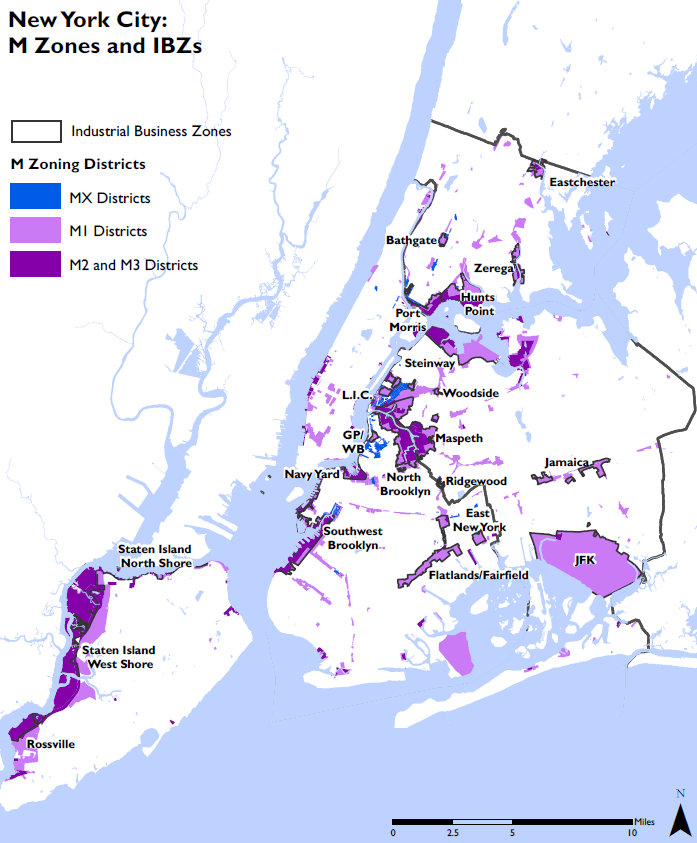 New York City:
M Zones and IBZs
Industrial Business Zones
M Zoning Districts
MX Districts
M1 Districts
M2 and M3 Districts
Eastchester
Bathgate
Zerega
Hunts
Point
Port
Morris
Steinway
L.I.C.
Woodside
GP/
WB
Maspeth
Navy Yard
North
Brooklyn
Ridgewood
Jamaica
East
New York
Southwest
Brooklyn
Staten Island
North Shore
JFK
Flatlands/Fairfield
Staten Island
West Shore
Rossville
N
Miles
0 2.5 5 10